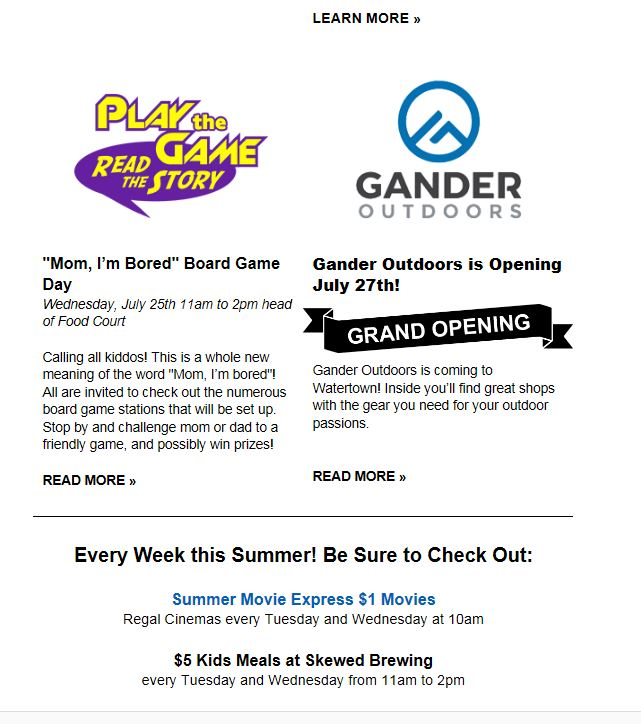 LEARN MORE »
PLAY the
GAME
READ
THE STORY
"Mom, I’m Bored" Board Game
Day
Wednesday, July 25th 11am to 2pm head
of Food Court
Calling all kiddos! This is a whole new
meaning of the word "Mom, I’m bored"!
All are invited to check out the numerous
board game stations that will be set up.
Stop by and challenge mom or dad to a
friendly game, and possibly win prizes!
READ MORE »
GANDER
OUTDOORS
Gander Outdoors is Opening
July 27th!
GRAND OPENING
Gander Outdoors is coming to
Watertown! Inside you’ll find great shops
with the gear you need for your outdoor
passions.
READ MORE »
Every Week this Summer! Be Sure to Check Out:
Summer Movie Express $1 Movies
Regal Cinemas every Tuesday and Wednesday at 10am
$5 Kids Meals at Skewed Brewing
every Tuesday and Wednesday from 11am to 2pm